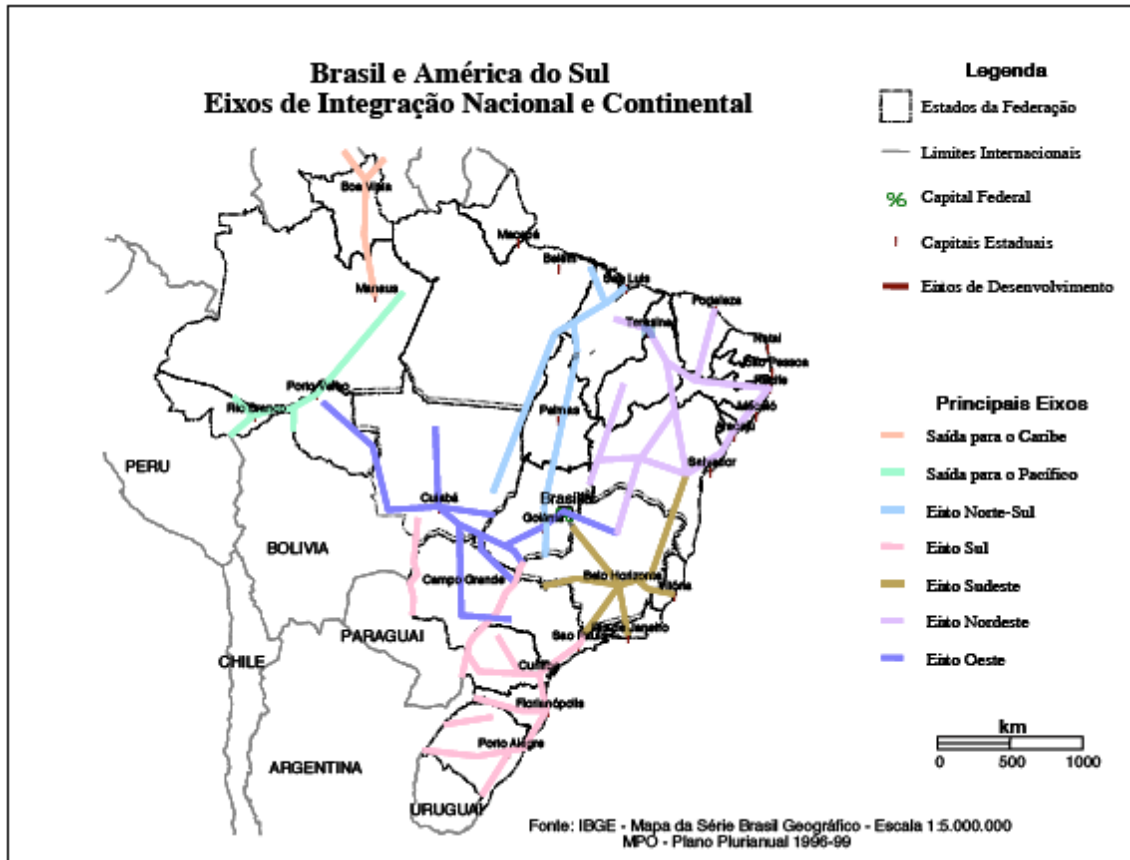 Brasil e América do Sul
Eixos de Integração Nacional e Continental
Legenda
Estados da Federação
Limites Internacionais
% Capital Federal
Capitais Estaduais
Eixos de Desenvolvimento
Principais Eixos
Saída para o Caribe
Saída para o Pacífico
Eixo Norte-Sul
Eixo Sul
Eixo Sudeste
Eixo Nordeste
Eixo Oeste
km
0 500 1000
Boa Vista
Macapá
Belém
São Luís
Manaus
Fortaleza
Teresina
Natal
João Pessoa
Recife
Porto Velho
Rio Branco
Palmas
Maceió
Aracaju
Salvador
PERU
Cuiabá
Brasília
Goiânia
BOLIVIA
Campo Grande
Belo Horizonte
Vitória
PARAGUAI
Sao Paulo
Rio de Janeiro
CHILE
Curitiba
Florianópolis
Porto Alegre
ARGENTINA
URUGUAI
Fonte: IBGE - Mapa da Série Brasil Geográfico - Escala 1:5.000.000
MPO - Plano Plurianual 1996-99